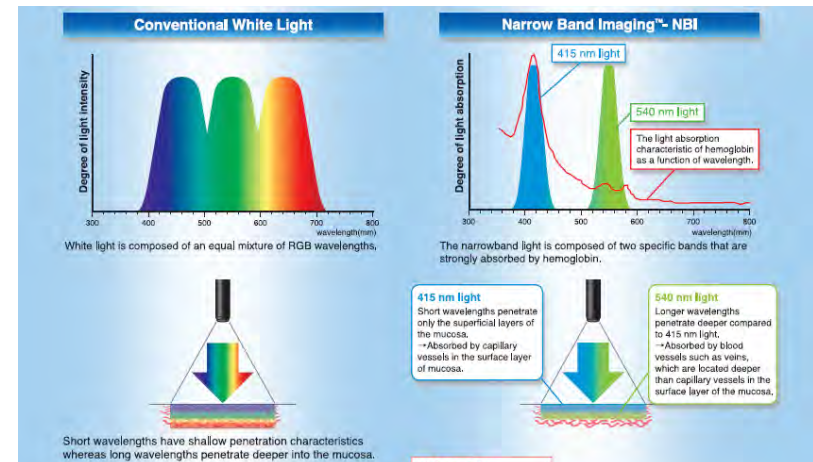 Conventional White Light
Degree of light intensity
300 400 500 600 700 800
wavelength(mm)
White light is composed of an equal mixture of RGB wavelengths,
Short wavelengths have shallow penetration characteristics
whereas long wavelengths penetrate deeper into the mucosa.
Narrow Band Imaging™- NBI
Degree of light absorption
415 nm light
540 nm light
The light absorption
characteristic of hemoglobin
as a function of wavelength.
300 400 500 600 700 800
wavelength(mm)
The narrowband light is composed of two specific bands that are
strongly absorbed by hemoglobin.
415 nm light
Short wavelengths penetrate
only the superficial layers of
the mucosa.
→Absorbed by capillary
vessels in the surface layer
of mucosa.
540 nm light
Longer wavelengths
penetrate deeper compared
to 415 nm light.
→Absorbed by blood
vessels such as veins,
which are located deeper
than capillary vessels in the
surface layer of the mucosa,